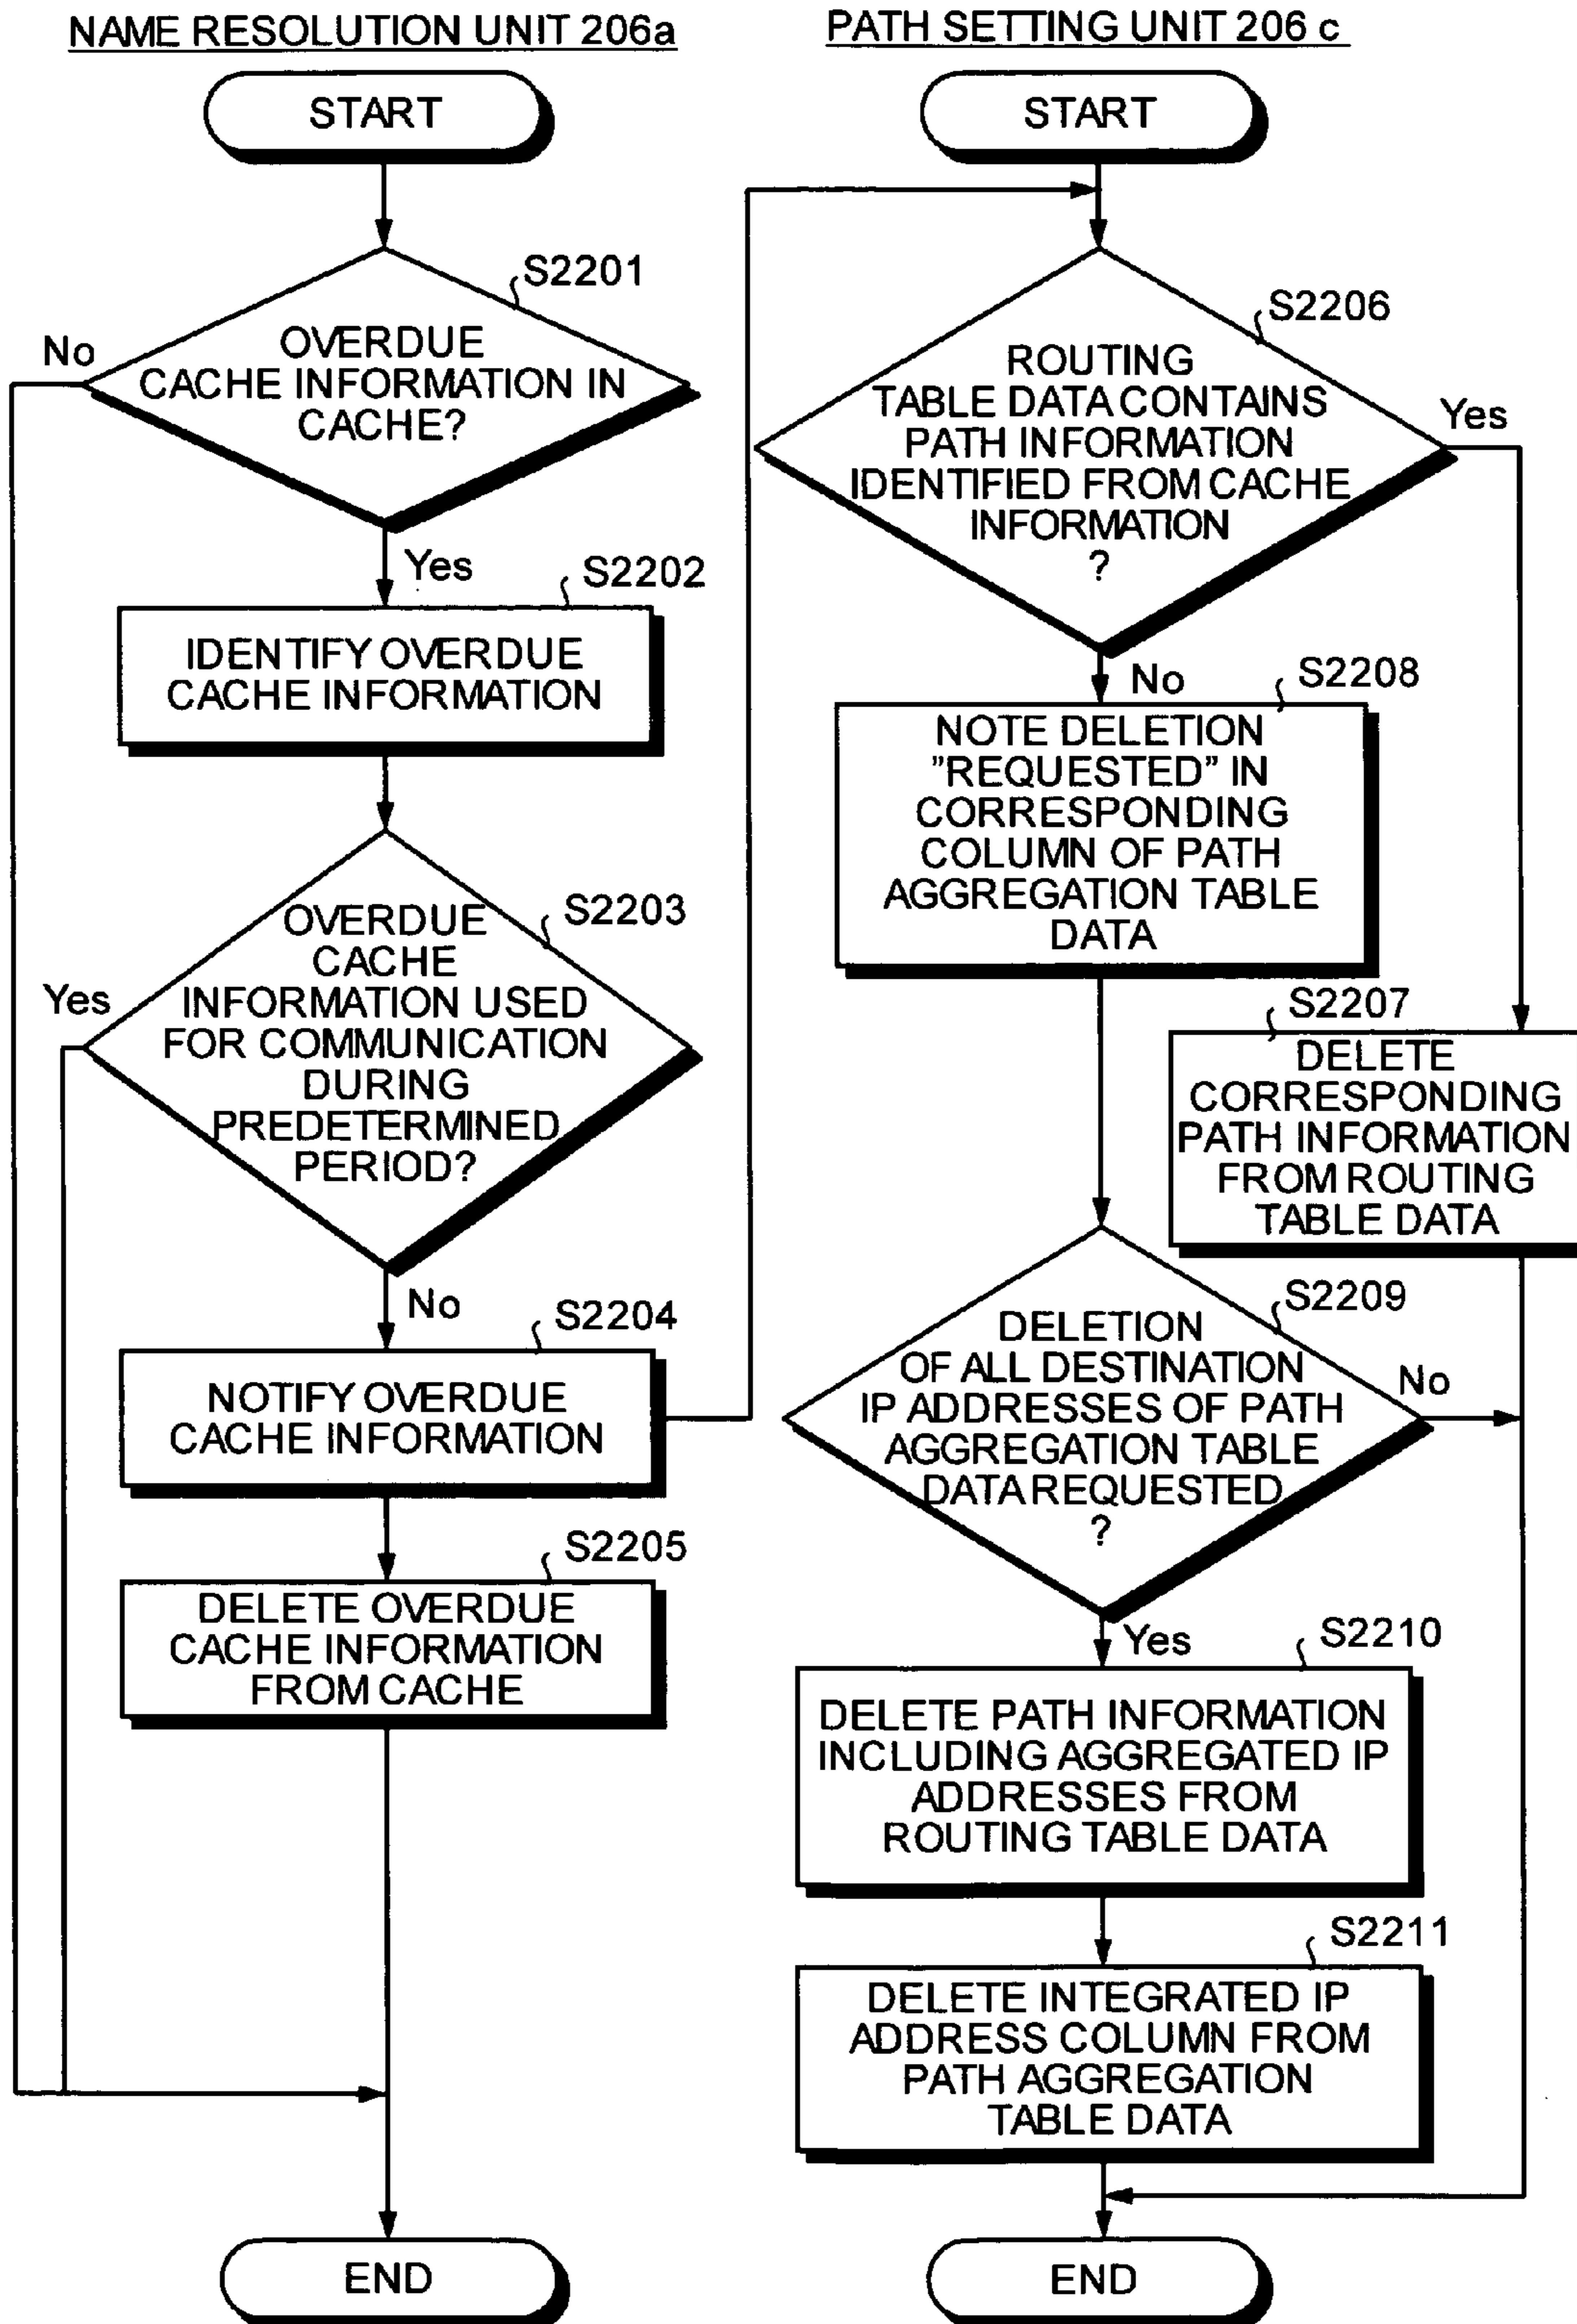 NAME RESOLUTION UNIT 206a
START
S2201
OVERDUE
CACHE INFORMATION IN
CACHE?
No
Yes
S2202
IDENTIFY OVERDUE
CACHE INFORMATION
S2203
OVERDUE
CACHE
INFORMATION USED
FOR COMMUNICATION
DURING
PREDETERMINED
PERIOD?
Yes
No
S2204
NOTIFY OVERDUE
CACHE INFORMATION
S2205
DELETE OVERDUE
CACHE INFORMATION
FROM CACHE
END
PATH SETTING UNIT 206 c
START
S2206
ROUTING
TABLE DATA CONTAINS
PATH INFORMATION
IDENTIFIED FROM CACHE
INFORMATION
?
Yes
No
S2208
NOTE DELETION
"REQUESTED" IN
CORRESPONDING
COLUMN OF PATH
AGGREGATION TABLE
DATA
S2207
DELETE
CORRESPONDING
PATH INFORMATION
FROM ROUTING
TABLE DATA
S2209
DELETION
OF ALL DESTINATION
IP ADDRESSES OF PATH
AGGREGATION TABLE
DATA REQUESTED
?
No
Yes
S2210
DELETE PATH INFORMATION
INCLUDING AGGREGATED IP
ADDRESSES FROM
ROUTING TABLE DATA
S2211
DELETE INTEGRATED IP
ADDRESS COLUMN FROM
PATH AGGREGATION
TABLE DATA
END